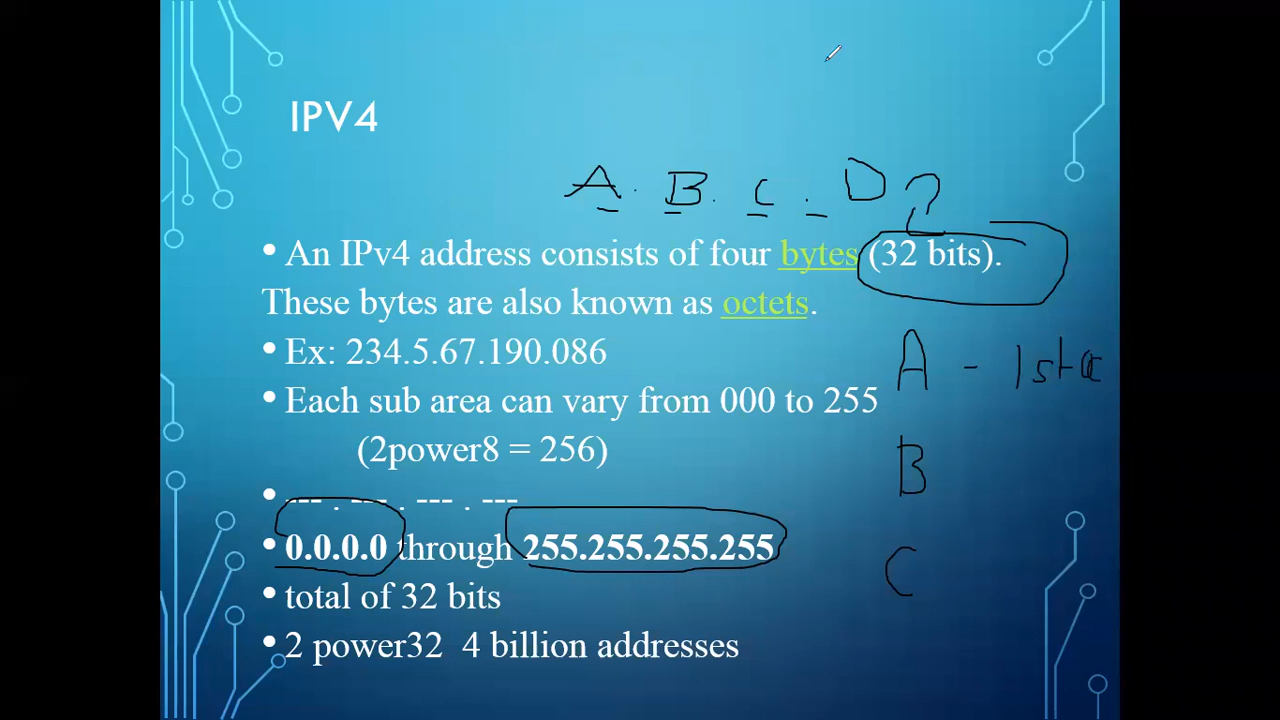 IPV4
A. B. C. D ?
• An IPv4 address consists of four bytes (32 bits).
These bytes are also known as octets.
• Ex: 234.5.67.190.086
A - 1st
• Each sub area can vary from 000 to 255
(2power8 = 256)
B
• --- . --- . --- . ---
• 0.0.0.0 through 255.255.255.255
C
• total of 32 bits
• 2 power32 4 billion addresses